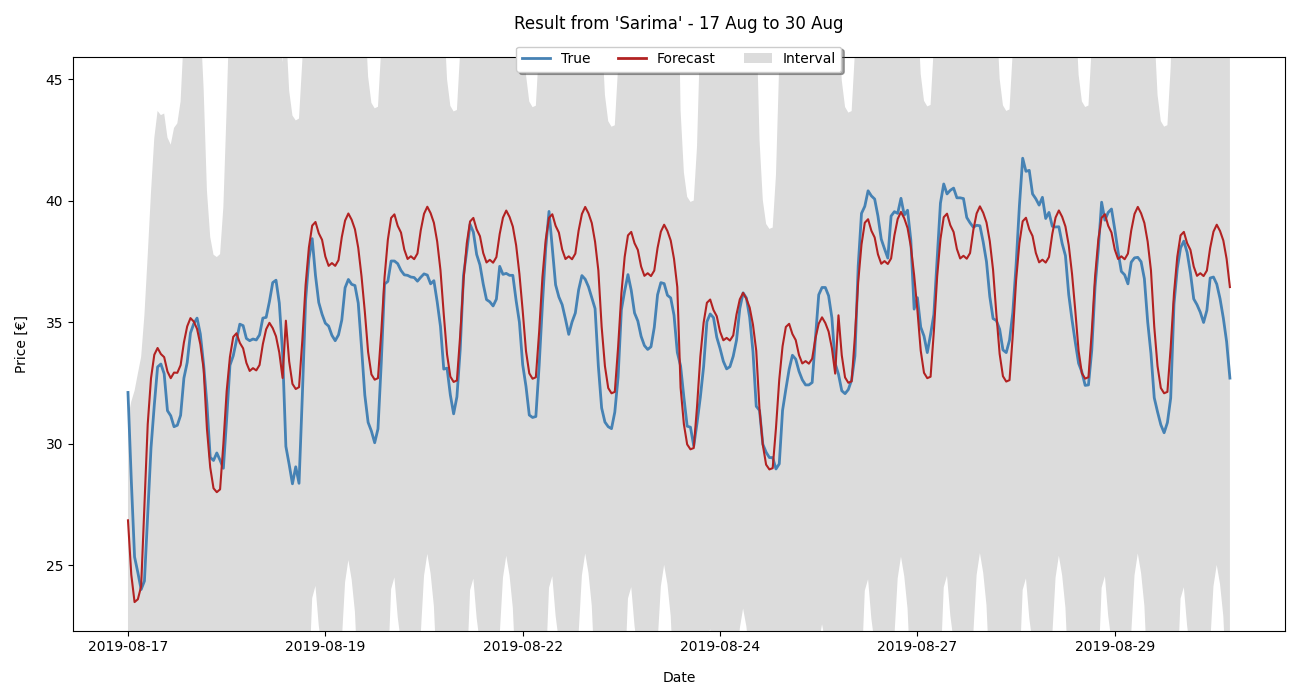 Result from 'Sarima' - 17 Aug to 30 Aug
True
Forecast
Interval
45
40
35
30
25
Price [€]
2019-08-17
2019-08-19
2019-08-22
2019-08-24
2019-08-27
2019-08-29
Date